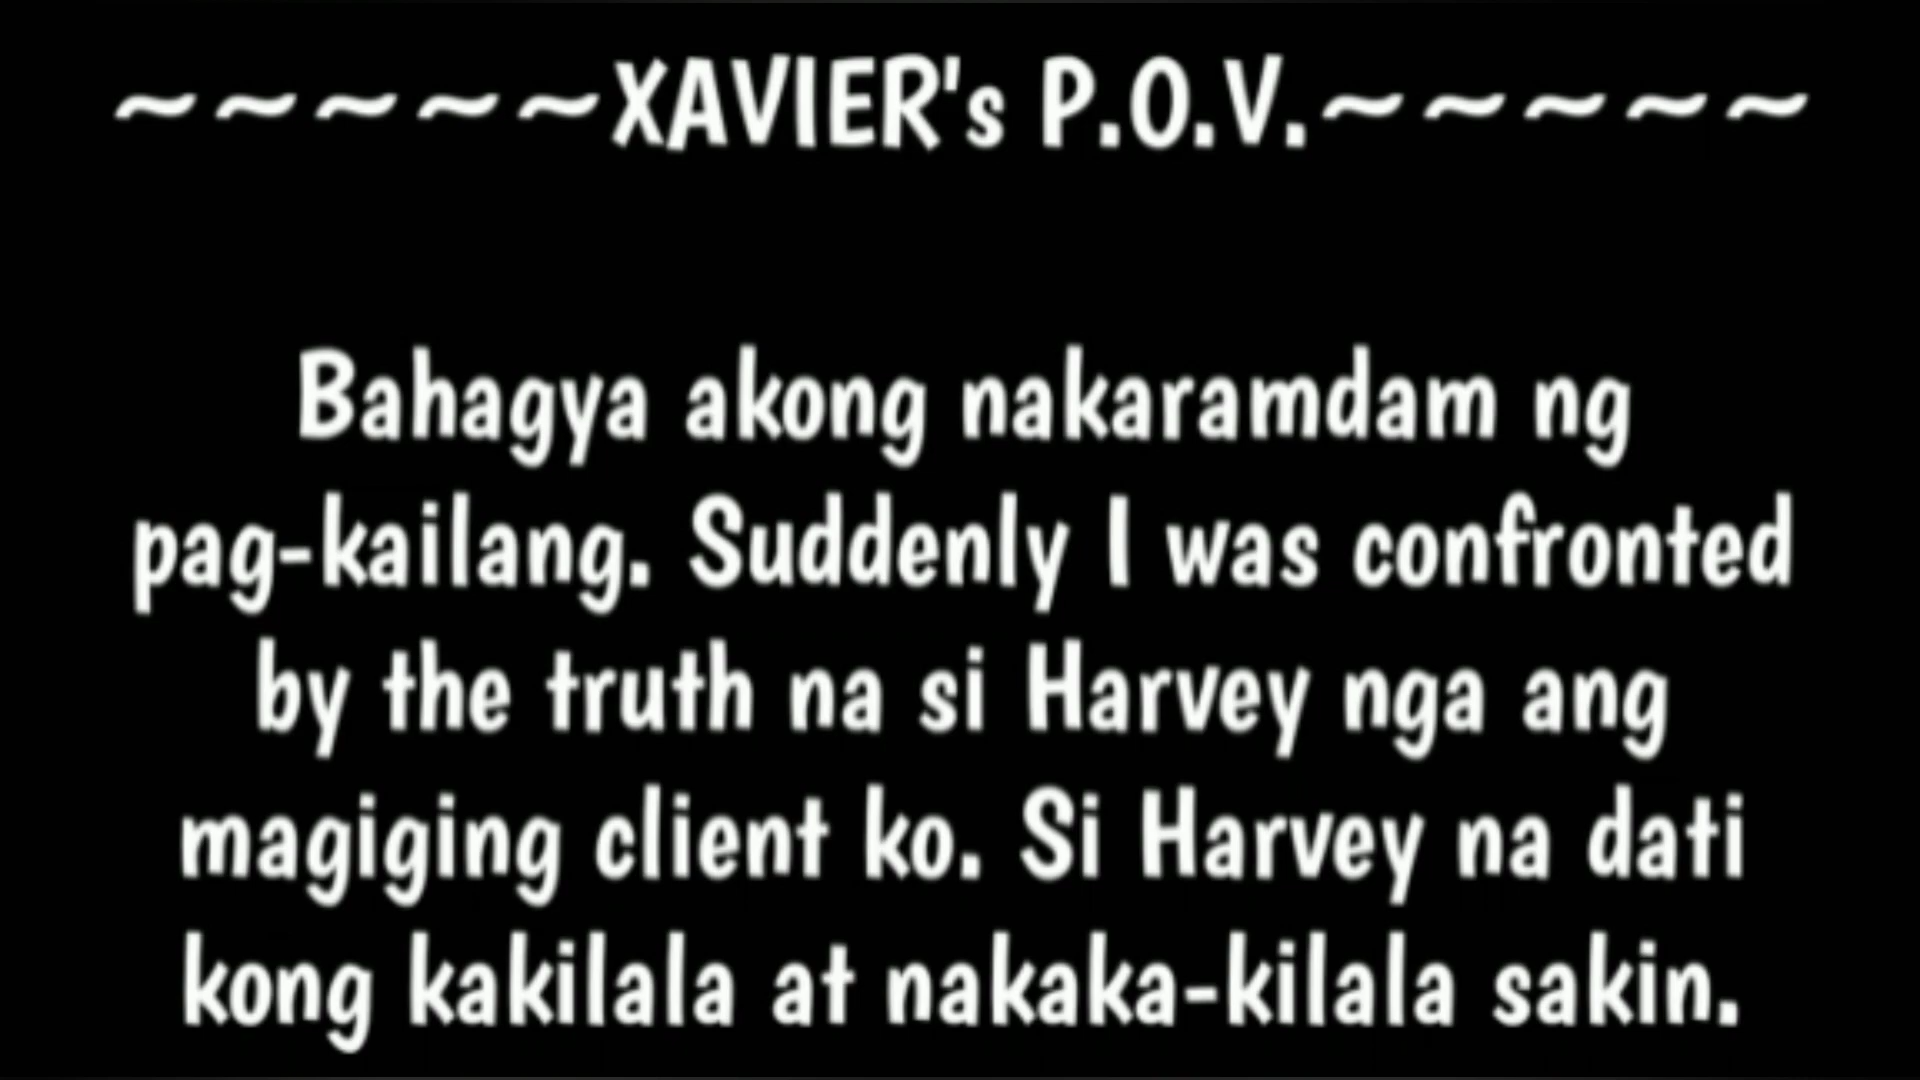 ~~~~~XAVIER's P.O.V.~~~~~
Bahagya akong nakaramdam ng
pag-kailang. Suddenly I was confronted
by the truth na si Harvey nga ang
magiging client ko. Si Harvey na dati
kong kakilala at nakaka-kilala sakin.